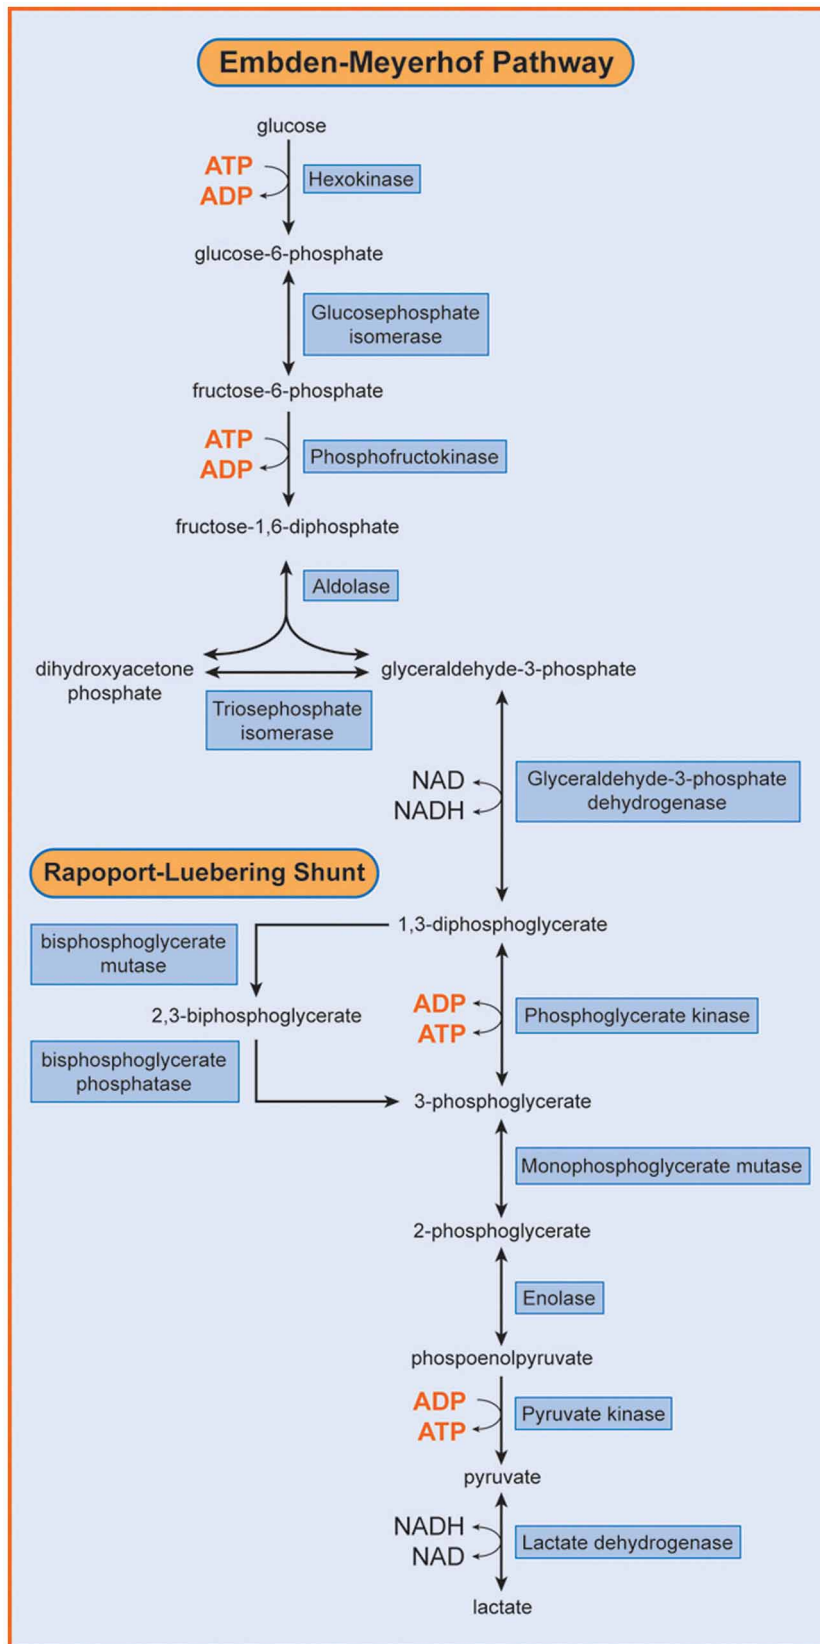 Embden-Meyerhof Pathway
glucose
ATP
ADP
Hexokinase
glucose-6-phosphate
Glucosephosphate
isomerase
fructose-6-phosphate
ATP
ADP
Phosphofructokinase
fructose-1,6-diphosphate
Aldolase
dihydroxyacetone
phosphate
glyceraldehyde-3-phosphate
Triosephosphate
isomerase
NAD
NADH
Glyceraldehyde-3-phosphate
dehydrogenase
Rapoport-Luebering Shunt
1,3-diphosphoglycerate
bisphosphoglycerate
mutase
2,3-biphosphoglycerate
ADP
ATP
Phosphoglycerate kinase
bisphosphoglycerate
phosphatase
3-phosphoglycerate
Monophosphoglycerate mutase
2-phosphoglycerate
Enolase
phospoenolpyruvate
ADP
ATP
Pyruvate kinase
pyruvate
NADH
NAD
Lactate dehydrogenase
lactate